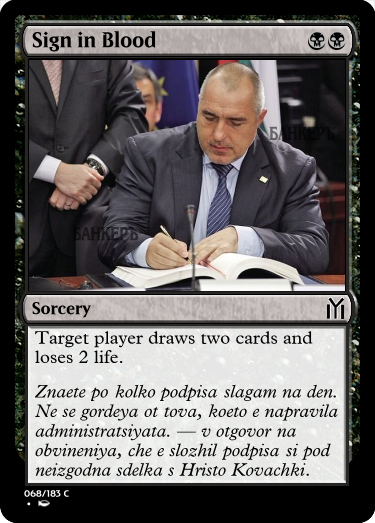 Sign in Blood
БАНКЕРЪ
БАНКЕРЪ
Sorcery
Target player draws two cards and
loses 2 life.
Znaete po kolko podpisa slagam na den.
Ne se gordeya ot tova, koeto e napravila
administratsiyata. — v otgovor na
obvineniya, che e slozhil podpisa si pod
neizgodna sdelka s Hristo Kovachki.
068/183 C